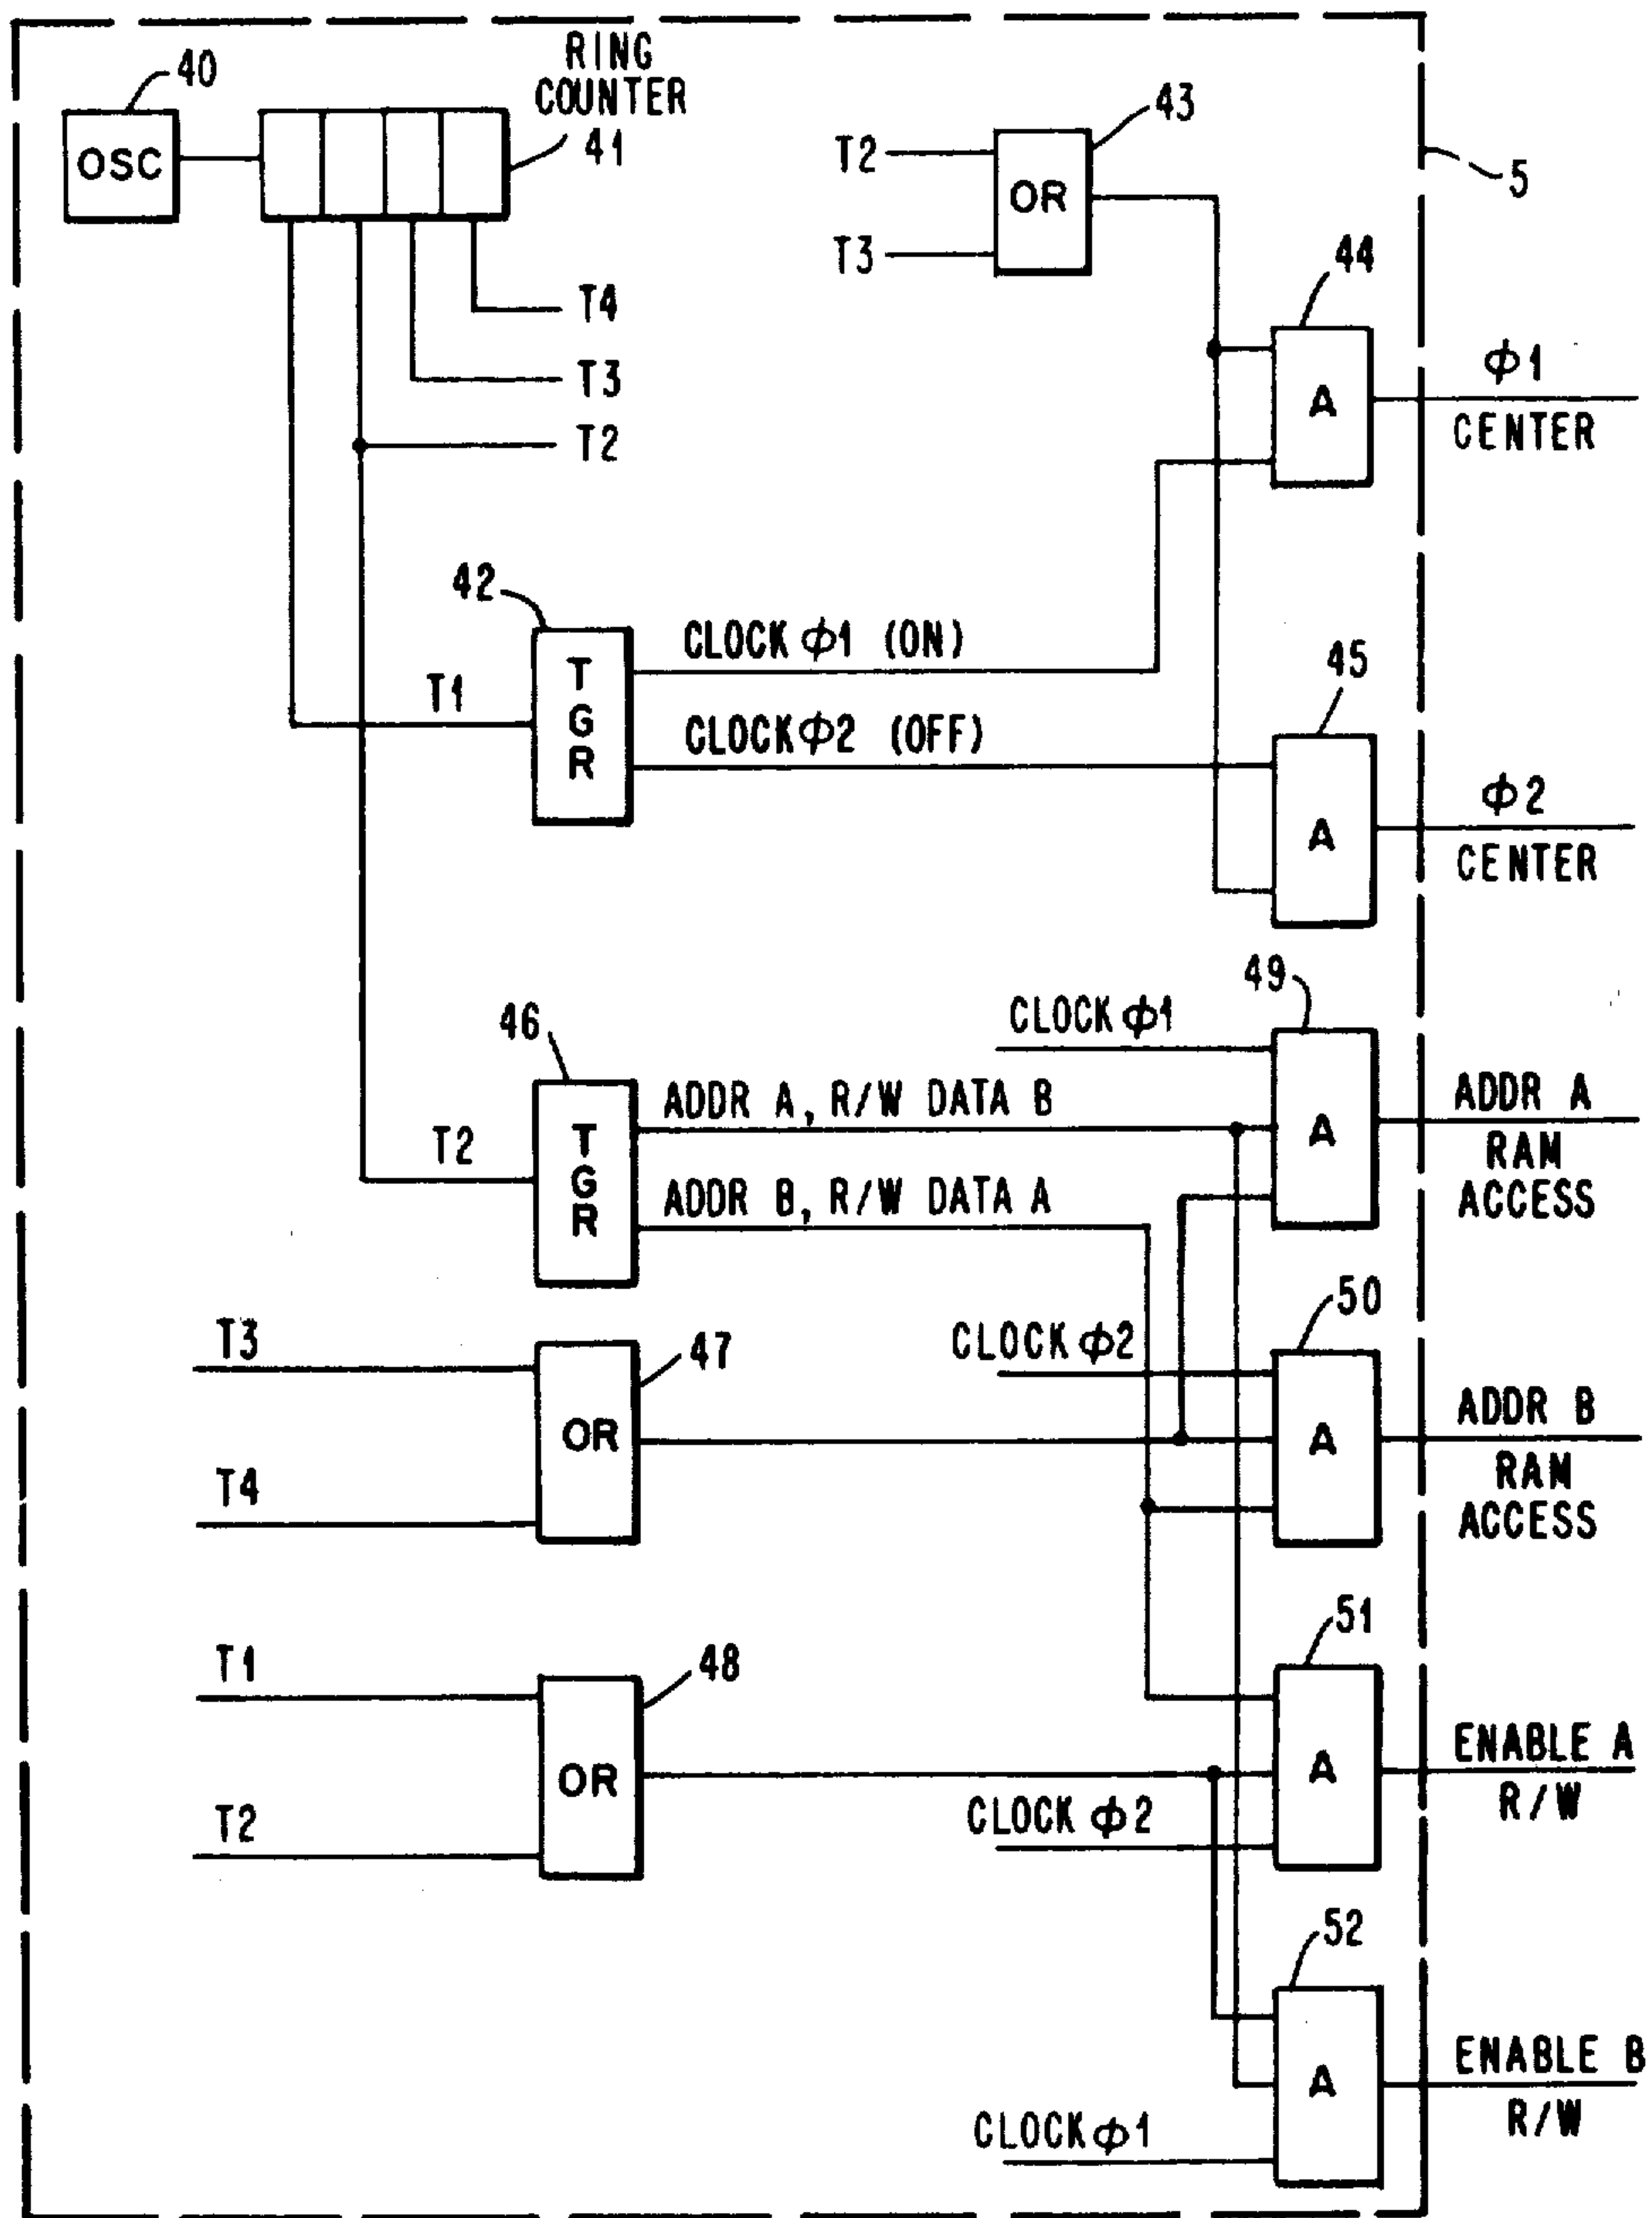 40
OSC
RING
COUNTER
41
T4
T3
T2
T2
T3
OR
43
5
44
A
φ1
CENTER
42
T1
T
G
R
CLOCK φ1 (ON)
CLOCK φ2 (OFF)
45
A
φ2
CENTER
46
T2
T
G
R
ADDR A, R/W DATA B
ADDR B, R/W DATA A
CLOCK φ1
49
A
ADDR A
RAM
ACCESS
T3
T4
47
OR
CLOCK φ2
50
A
ADDR B
RAM
ACCESS
T1
T2
48
OR
CLOCK φ2
51
A
ENABLE A
R/W
52
A
CLOCK φ1
ENABLE B
R/W